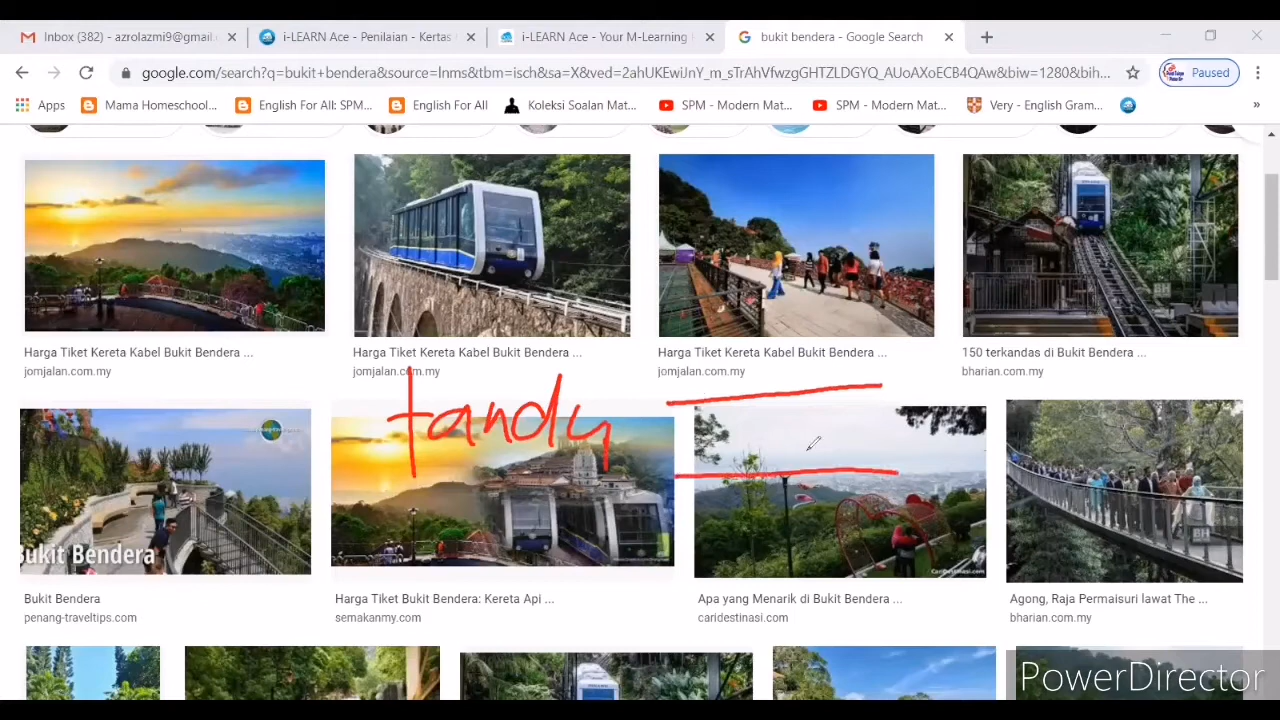 Inbox (382) - azrolazmi9@gmail.
i-LEARN Ace - Penilaian - Kertas
i-LEARN Ace - Your M-Learning
bukit bendera - Google Search
google.com/search?q=bukit+bendera&source=lnms&tbm=isch&sa=X&ved=2ahUKEwiJnY_m_sTrAhVfwzgGHTZLDGYQ_AUoAXoECB4QAw&biw=1280&bih...
Paused
Apps
Mama Homeschool...
English For All: SPM...
English For All
Koleksi Soalan Mat...
SPM - Modern Mat...
SPM - Modern Mat...
Very - English Gram...
»
Harga Tiket Kereta Kabel Bukit Bendera ...
jomjalan.com.my
Harga Tiket Kereta Kabel Bukit Bendera ...
jomjalan.com.my
Harga Tiket Kereta Kabel Bukit Bendera ...
jomjalan.com.my
BH
150 terkandas di Bukit Bendera ...
bharian.com.my
Bukit Bendera
Bukit Bendera
penang-traveltips.com
Harga Tiket Bukit Bendera: Kereta Api ...
semakanmy.com
CariDestinasi.com
Apa yang Menarik di Bukit Bendera ...
caridestinasi.com
BH
Agong, Raja Permaisuri lawat The ...
bharian.com.my
PowerDirector